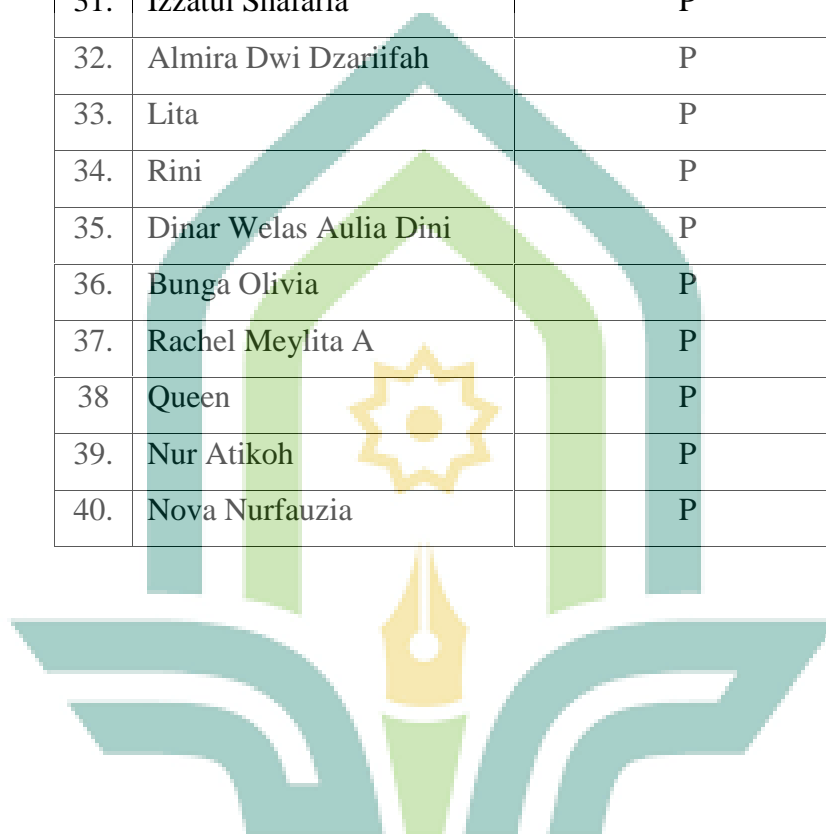 31. Izzatul Shafaria P
32. Almira Dwi Dzariifah P
33. Lita P
34. Rini P
35. Dinar Welas Aulia Dini P
36. Bunga Olivia P
37. Rachel Meylita A P
38 Queen P
39. Nur Atikoh P
40. Nova Nurfauzia P